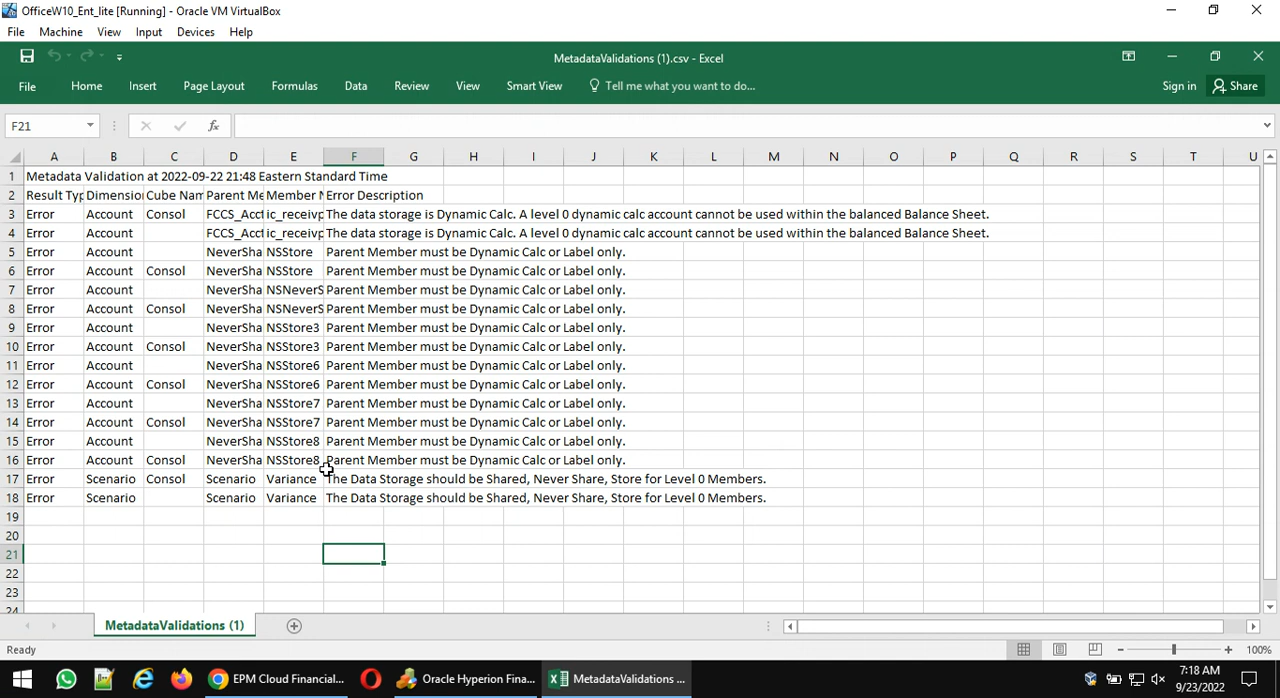 OfficeW10_Ent_lite [Running] - Oracle VM VirtualBox
File Machine View Input Devices Help
MetadataValidations (1).csv - Excel
File Home Insert Page Layout Formulas Data Review View Smart View Tell me what you want to do... Sign in Share
F21 fx
A B C D E F G H I J K L M N O P Q R S T U
1 Metadata Validation at 2022-09-22 21:48 Eastern Standard Time
2 Result Typ Dimension Cube Nam Parent Me Member N Error Description
3 Error Account Consol FCCS_Acct ic_receivp The data storage is Dynamic Calc. A level 0 dynamic calc account cannot be used within the balanced Balance Sheet.
4 Error Account FCCS_Acct ic_receivp The data storage is Dynamic Calc. A level 0 dynamic calc account cannot be used within the balanced Balance Sheet.
5 Error Account NeverSha NSStore Parent Member must be Dynamic Calc or Label only.
6 Error Account Consol NeverSha NSStore Parent Member must be Dynamic Calc or Label only.
7 Error Account NeverSha NSNeverS Parent Member must be Dynamic Calc or Label only.
8 Error Account Consol NeverSha NSNeverS Parent Member must be Dynamic Calc or Label only.
9 Error Account NeverSha NSStore3 Parent Member must be Dynamic Calc or Label only.
10 Error Account Consol NeverSha NSStore3 Parent Member must be Dynamic Calc or Label only.
11 Error Account NeverSha NSStore6 Parent Member must be Dynamic Calc or Label only.
12 Error Account Consol NeverSha NSStore6 Parent Member must be Dynamic Calc or Label only.
13 Error Account NeverSha NSStore7 Parent Member must be Dynamic Calc or Label only.
14 Error Account Consol NeverSha NSStore7 Parent Member must be Dynamic Calc or Label only.
15 Error Account NeverSha NSStore8 Parent Member must be Dynamic Calc or Label only.
16 Error Account Consol NeverSha NSStore8 Parent Member must be Dynamic Calc or Label only.
17 Error Scenario Consol Scenario Variance The Data Storage should be Shared, Never Share, Store for Level 0 Members.
18 Error Scenario Scenario Variance The Data Storage should be Shared, Never Share, Store for Level 0 Members.
19
20
21
22
23
24
MetadataValidations (1)
Ready 100%
EPM Cloud Financial... Oracle Hyperion Fina... MetadataValidations ... 7:18 AM
9/23/2022